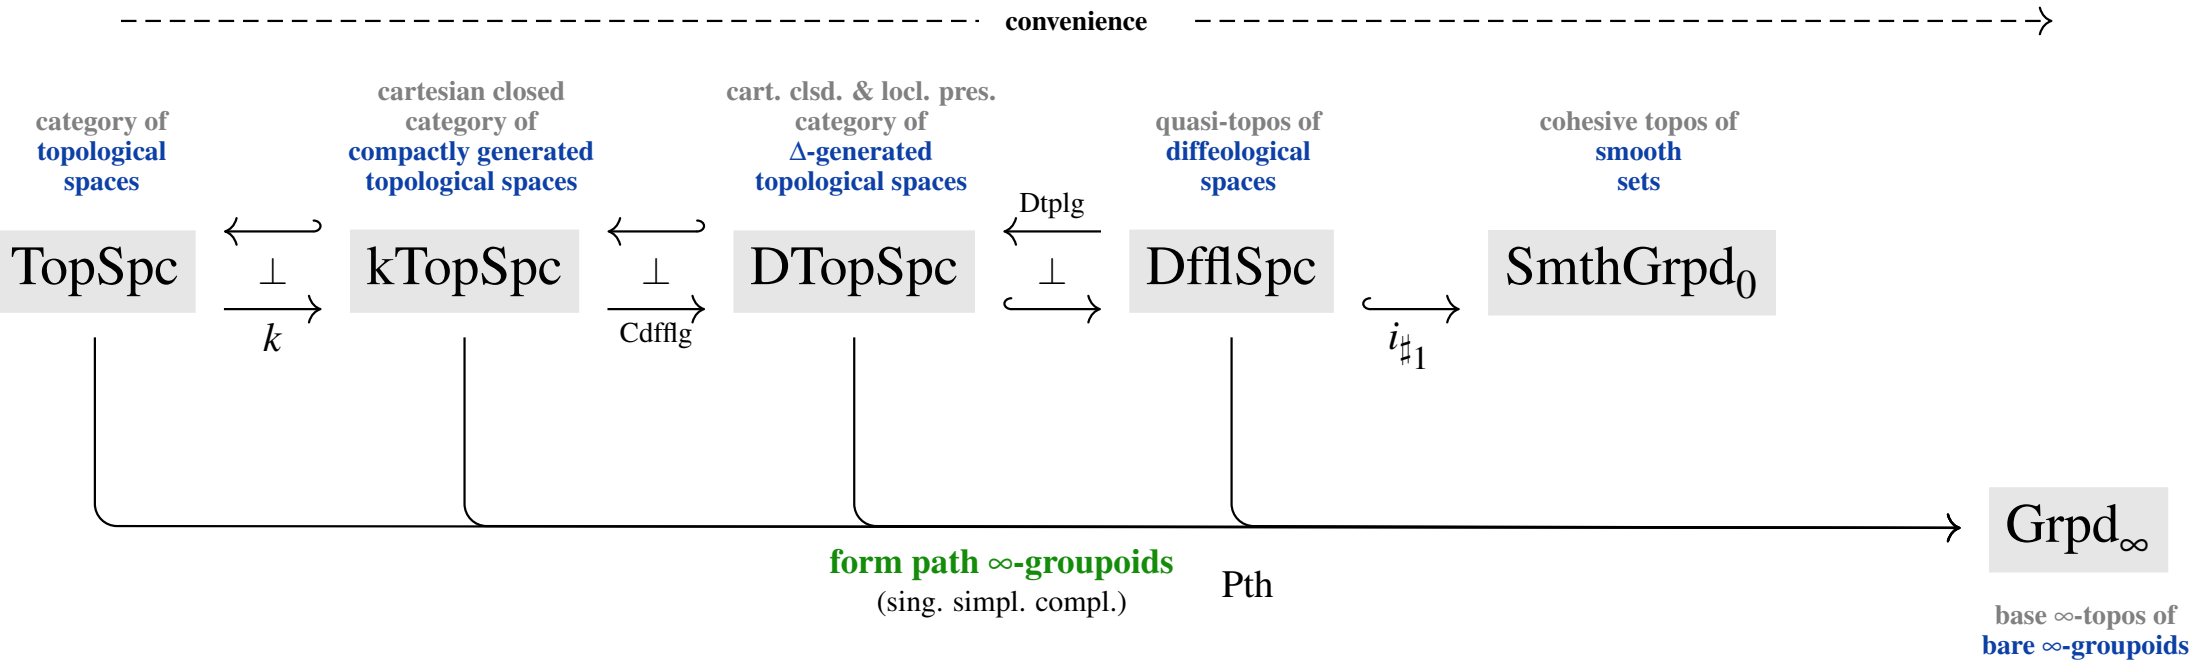 convenience
category of
topological
spaces
cartesian closed
category of
compactly generated
topological spaces
cart. clsd. & locl. pres.
category of
Δ-generated
topological spaces
quasi-topos of
diffeological
spaces
cohesive topos of
smooth
sets
Dtplg
TopSpc
⊥
kTopSpc
⊥
DTopSpc
⊥
DfflSpc
SmthGrpd₀
k
Cdfflg
i♯₁
Grpd∞
form path ∞-groupoids
(sing. simpl. compl.)
Pth
base ∞-topos of
bare ∞-groupoids